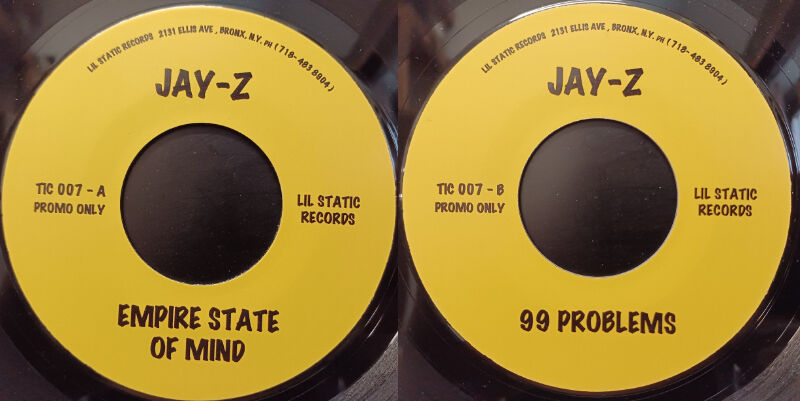 LIL STATIC RECORDS 2131 ELLIS AVE, BRONX, N.Y. PH (718-463 8904)
JAY-Z
TIC 007 - A
PROMO ONLY
LIL STATIC
RECORDS
EMPIRE STATE
OF MIND
LIL STATIC RECORDS 2131 ELLIS AVE, BRONX, N.Y. PH (718-463 8904)
JAY-Z
TIC 007 - B
PROMO ONLY
LIL STATIC
RECORDS
99 PROBLEMS